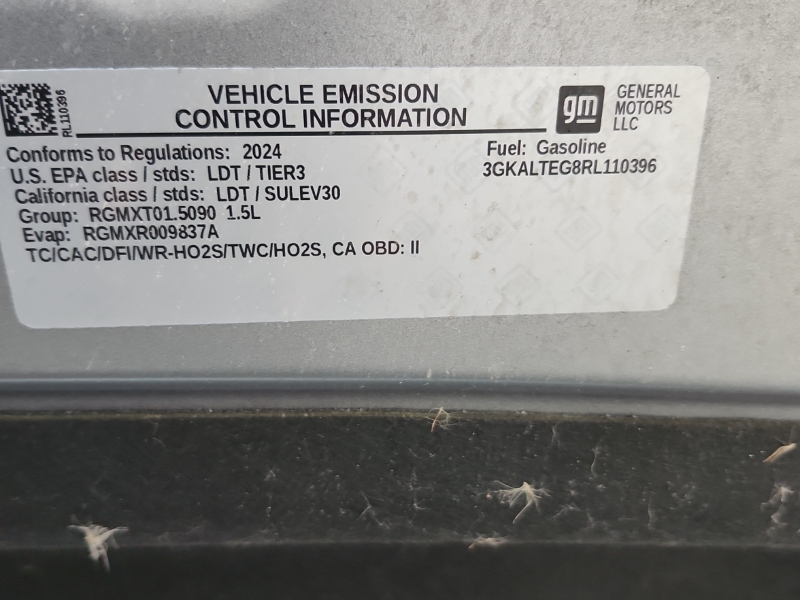 RL110396
VEHICLE EMISSION
CONTROL INFORMATION
gm
GENERAL
MOTORS
LLC
Conforms to Regulations: 2024
U.S. EPA class / stds: LDT / TIER3
California class / stds: LDT / SULEV30
Group: RGMXT01.5090 1.5L
Evap: RGMXR009837A
TC/CAC/DFI/WR-HO2S/TWC/HO2S, CA OBD: II
Fuel: Gasoline
3GKALTEG8RL110396